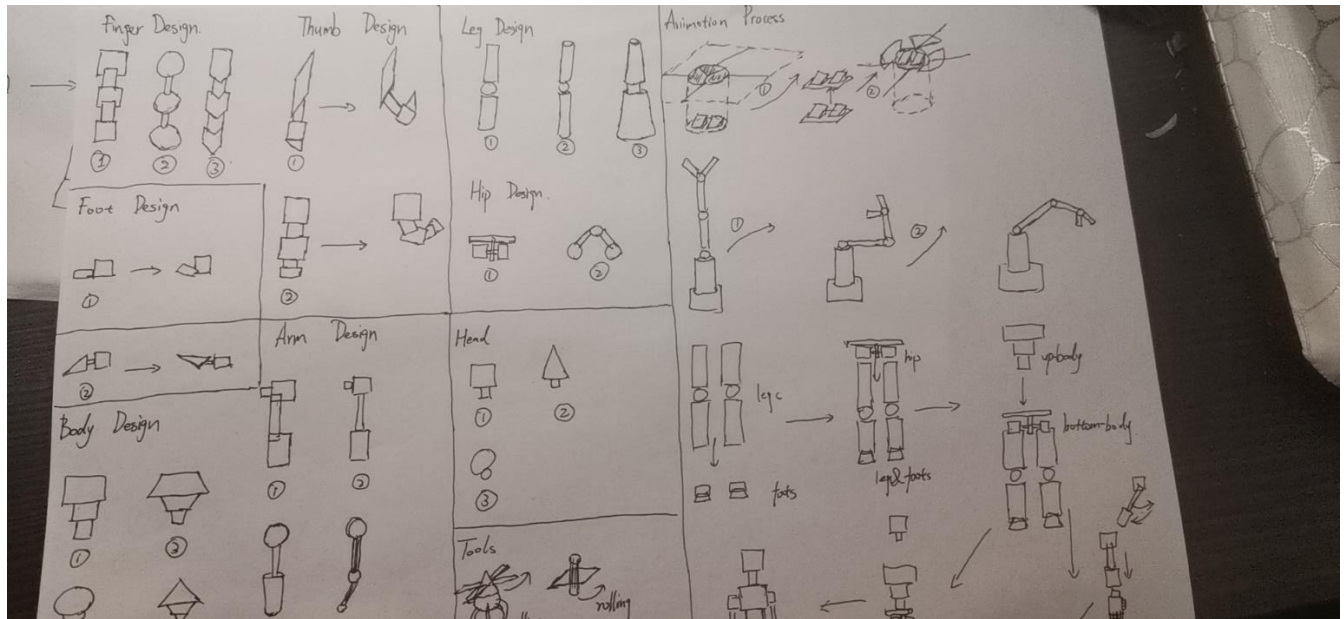 Finger Design.
① ② ③
Thumb Design
①
②
Leg Design
① ② ③
Animation Process
① ②
Foot Design
①
②
Hip Design.
① ②
① ②
Arm Design
① ②
Head
① ②
③
Body Design
① ②
Tools
rolling
legs
foots
hip
leg&foots
up-body
bottom-body